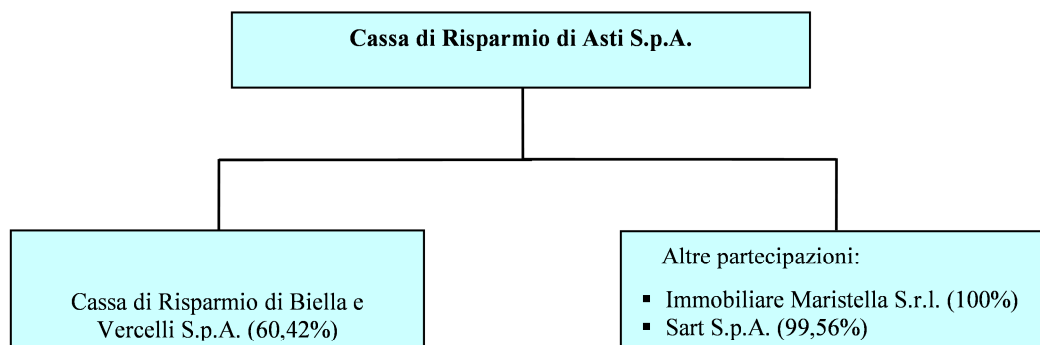 Cassa di Risparmio di Asti S.p.A.
Cassa di Risparmio di Biella e
Vercelli S.p.A. (60,42%)
Altre partecipazioni:
▪ Immobiliare Maristella S.r.l. (100%)
▪ Sart S.p.A. (99,56%)